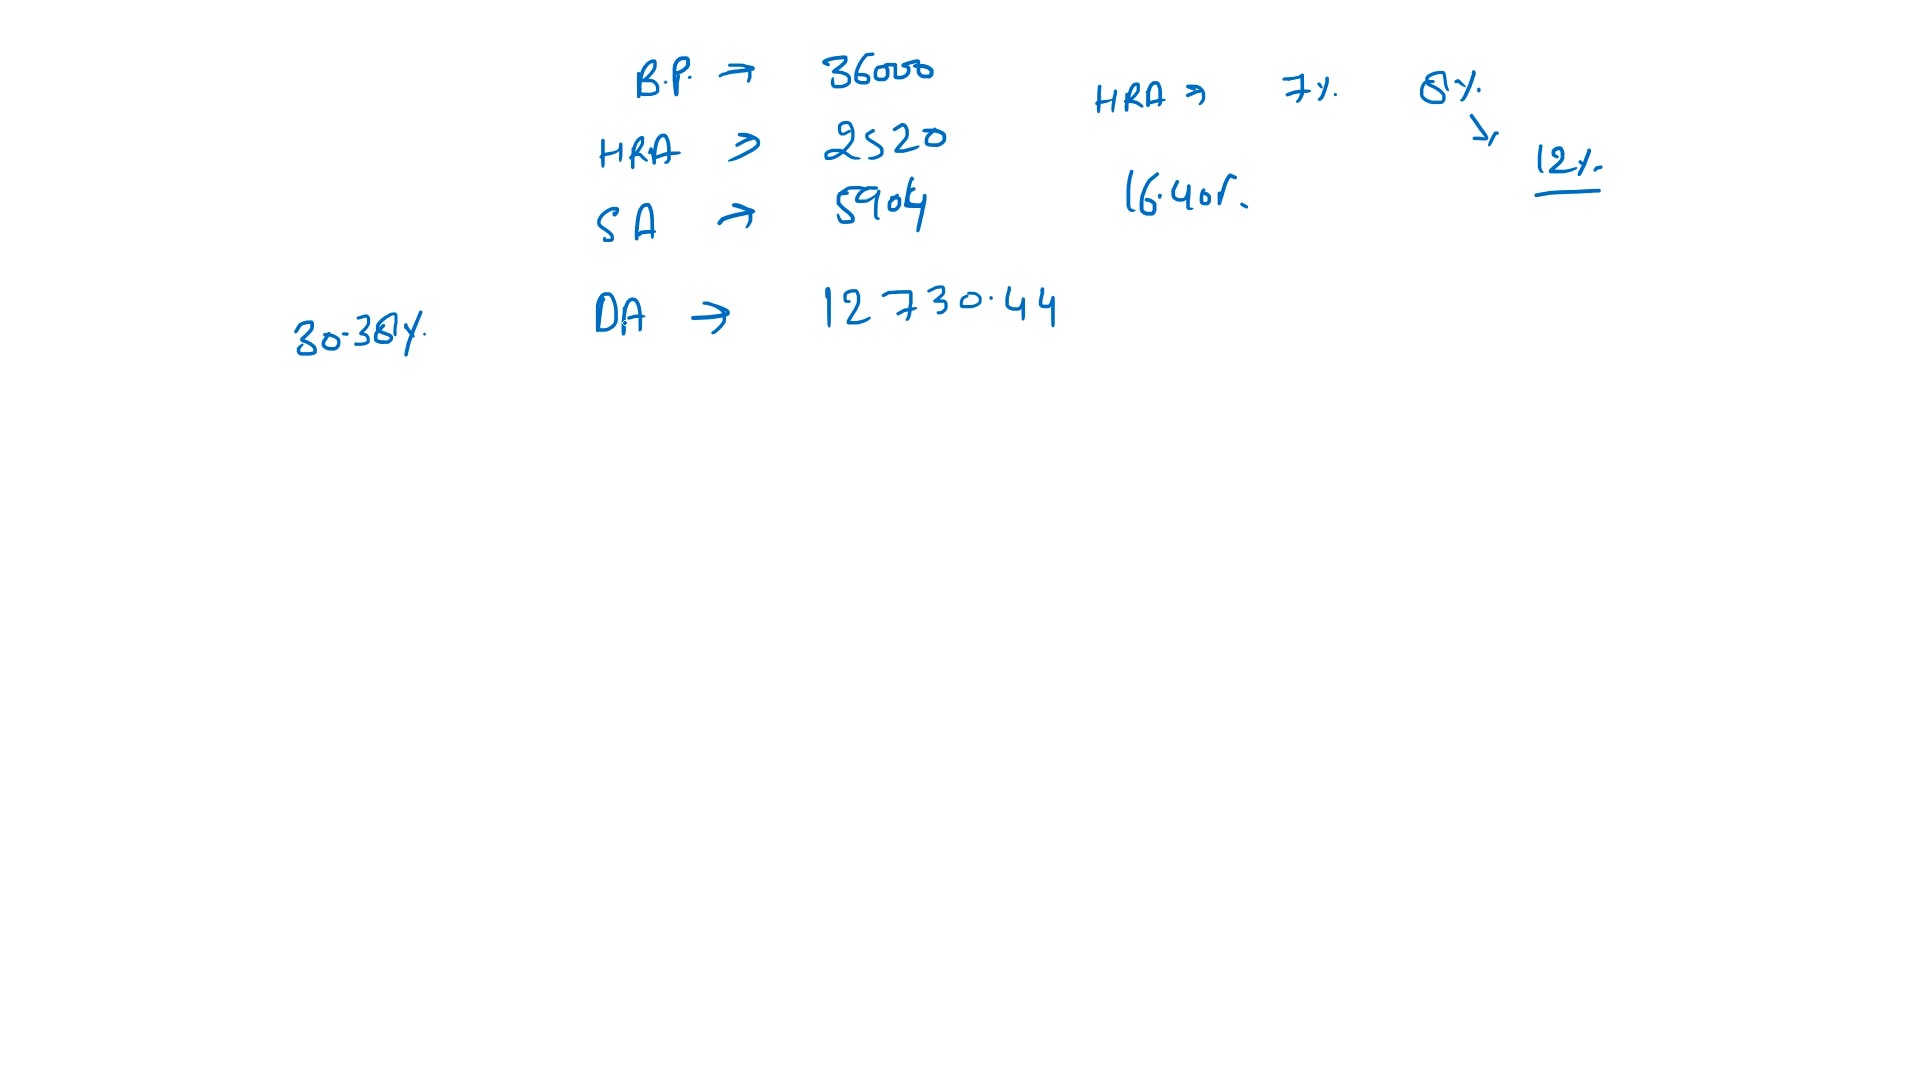 B.P. → 36000
HRA → 7% 8%
HRA → 2520
12%
SA → 5904
16.40%.
DA → 12730.44
30.38%